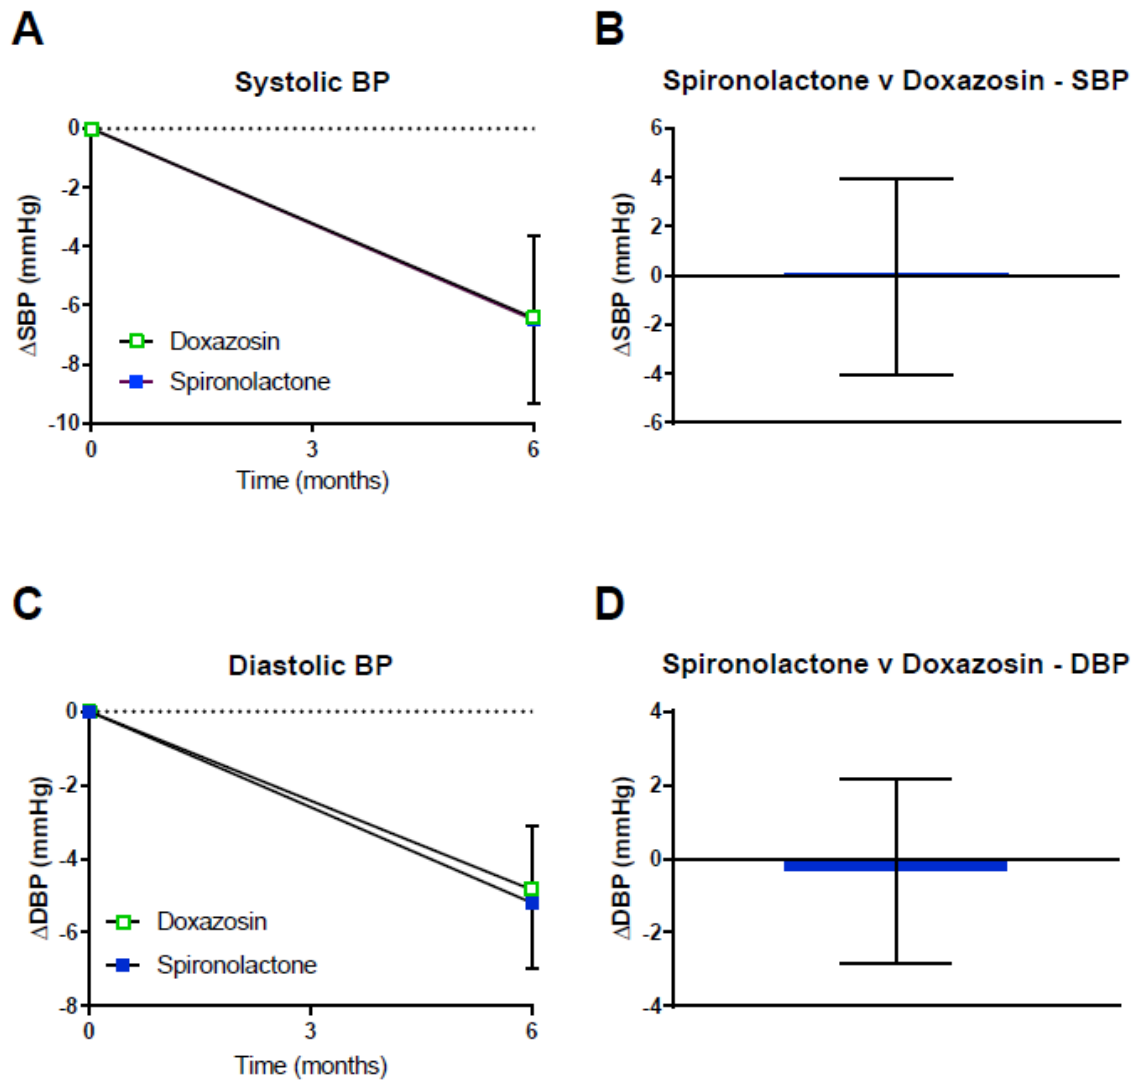 A
Systolic BP
ΔSBP (mmHg)
0
-2
-4
-6
-8
-10
Doxazosin
Spironolactone
0 3 6
Time (months)
B
Spironolactone v Doxazosin - SBP
ΔSBP (mmHg)
6
4
2
0
-2
-4
-6
C
Diastolic BP
ΔDBP (mmHg)
0
-2
-4
-6
-8
Doxazosin
Spironolactone
0 3 6
Time (months)
D
Spironolactone v Doxazosin - DBP
ΔDBP (mmHg)
4
2
0
-2
-4